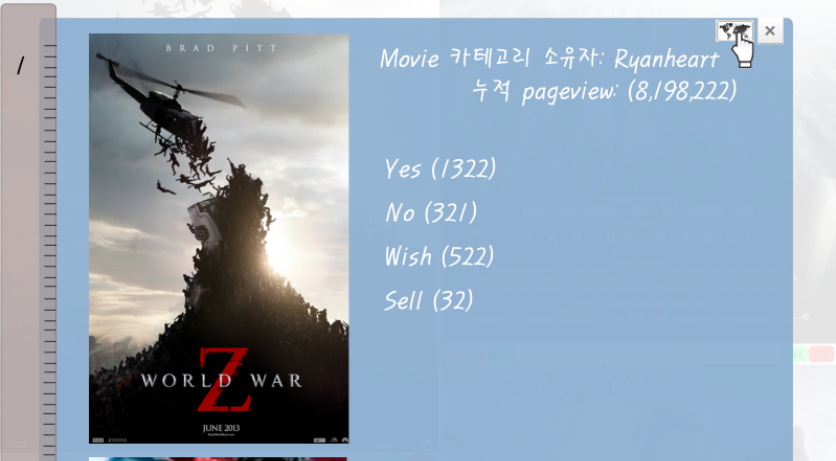 /
BRAD PITT
WORLD WAR
Z
JUNE 2013
Movie 카테고리 소유자: Ryanheart
누적 pageview: (8,198,222)
Yes (1322)
No (321)
Wish (522)
Sell (32)